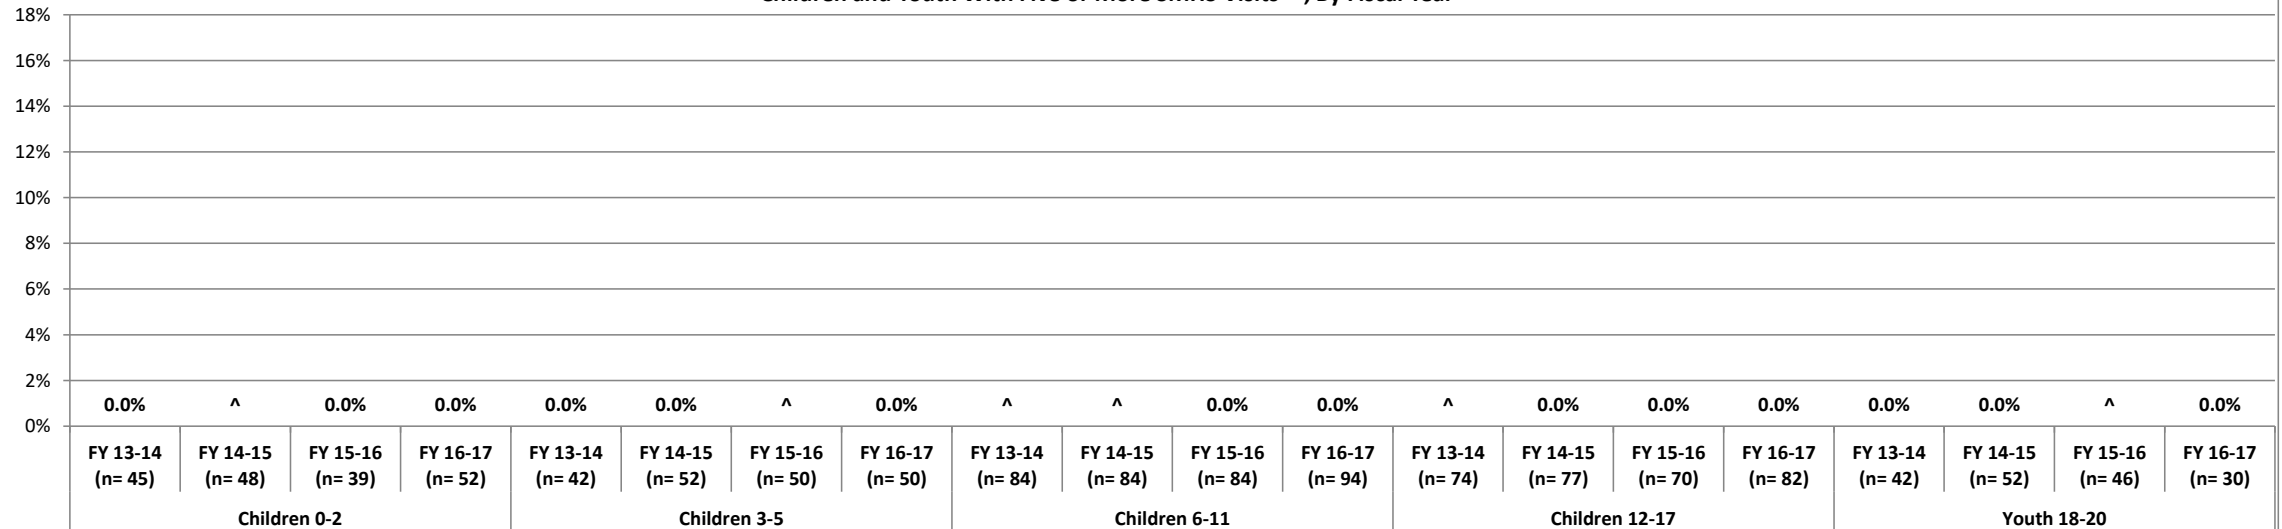 18%
16%
14%
12%
10%
8%
6%
4%
2%
0%
0.0% ^ 0.0% 0.0% 0.0% 0.0% ^ 0.0% ^ ^ 0.0% 0.0% ^ 0.0% 0.0% 0.0% 0.0% 0.0% ^ 0.0%
FY 13-14 FY 14-15 FY 15-16 FY 16-17 FY 13-14 FY 14-15 FY 15-16 FY 16-17 FY 13-14 FY 14-15 FY 15-16 FY 16-17 FY 13-14 FY 14-15 FY 15-16 FY 16-17 FY 13-14 FY 14-15 FY 15-16 FY 16-17
(n= 45) (n= 48) (n= 39) (n= 52) (n= 42) (n= 52) (n= 50) (n= 50) (n= 84) (n= 84) (n= 84) (n= 94) (n= 74) (n= 77) (n= 70) (n= 82) (n= 42) (n= 52) (n= 46) (n= 30)
Children 0-2 Children 3-5 Children 6-11 Children 12-17 Youth 18-20